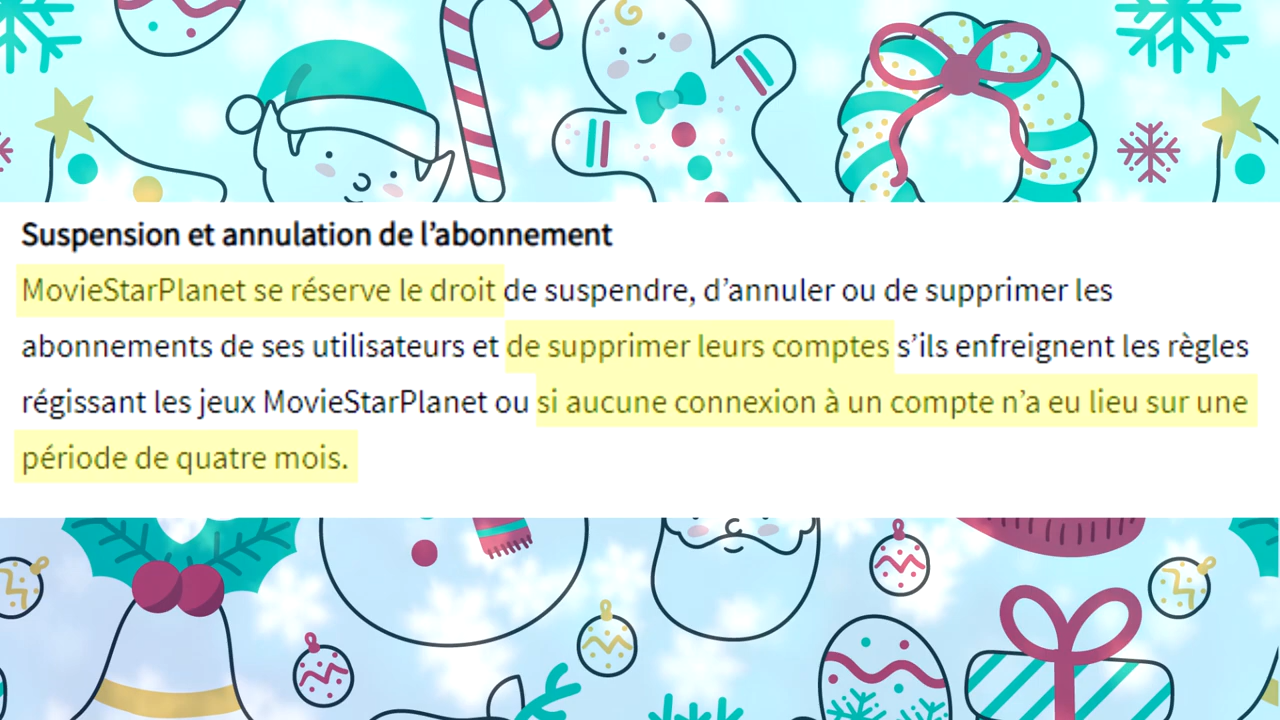 Suspension et annulation de l’abonnement
MovieStarPlanet se réserve le droit de suspendre, d’annuler ou de supprimer les
abonnements de ses utilisateurs et de supprimer leurs comptes s’ils enfreignent les règles
régissant les jeux MovieStarPlanet ou si aucune connexion à un compte n’a eu lieu sur une
période de quatre mois.